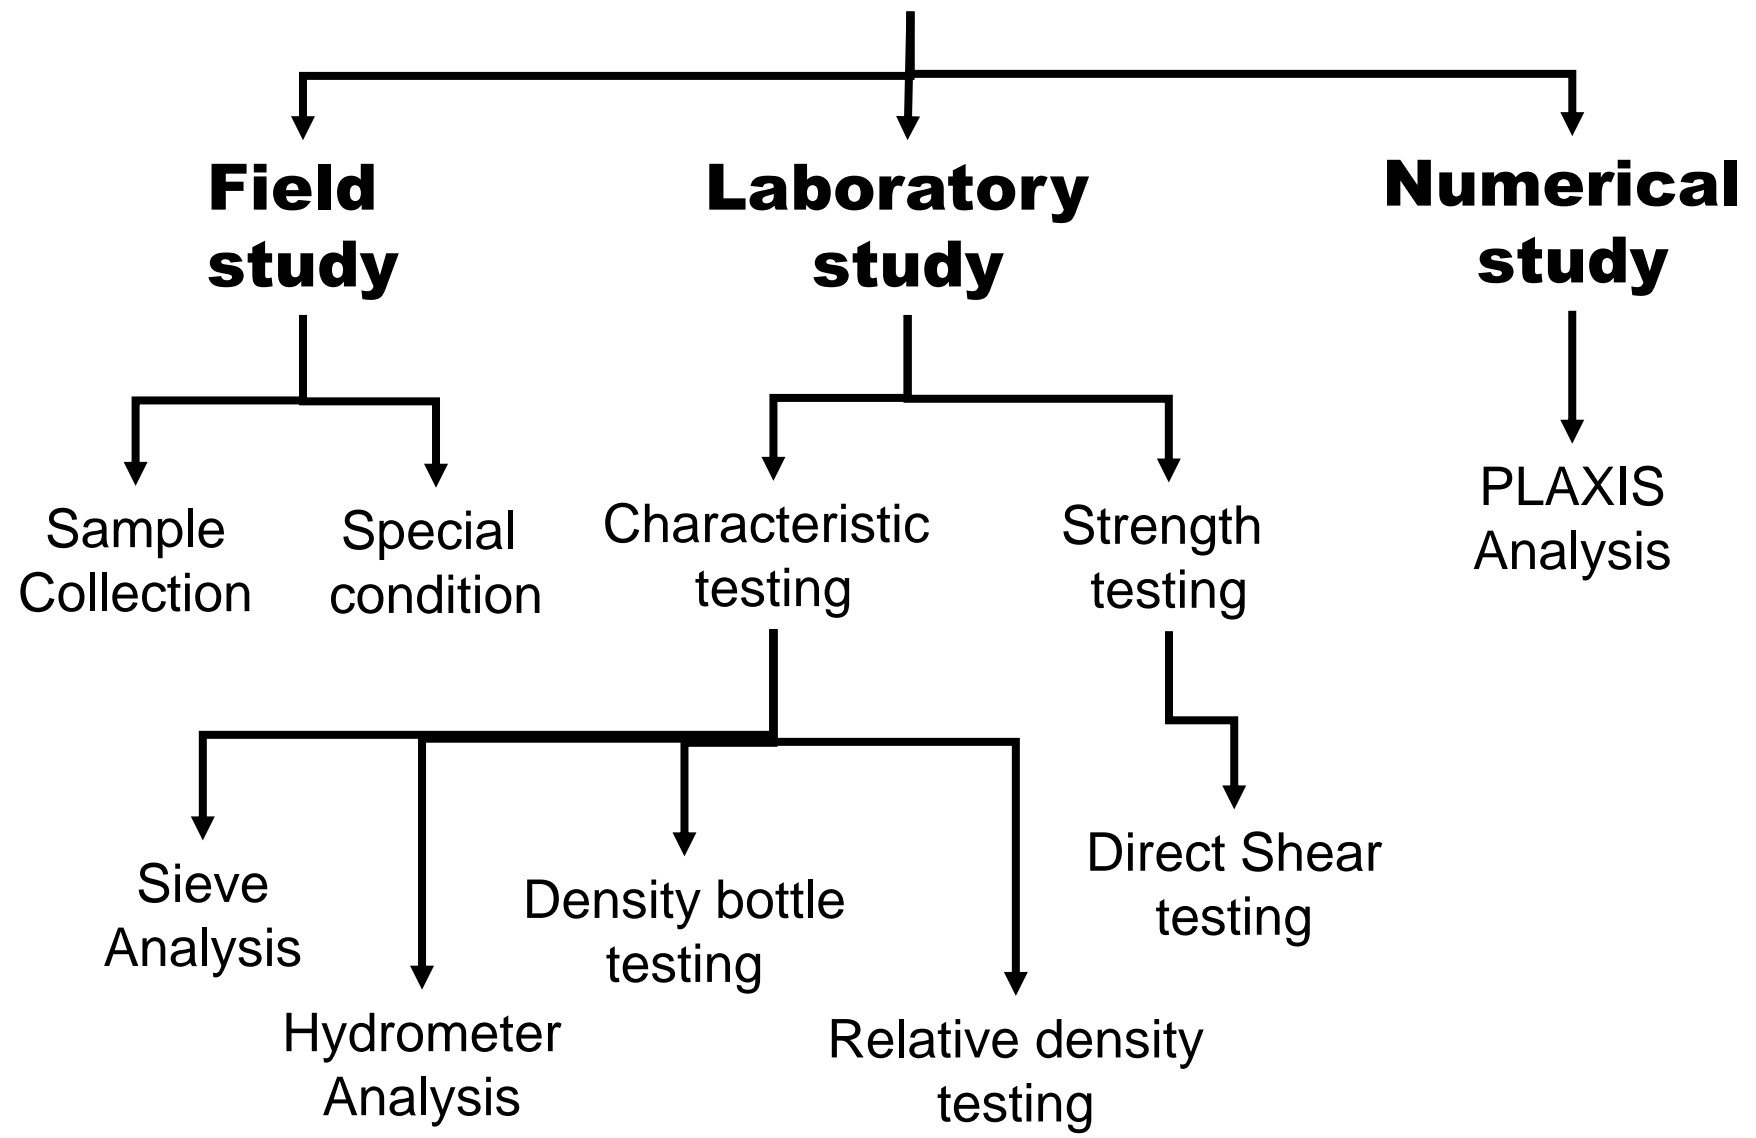 Field
study
Laboratory
study
Numerical
study
Sample
Collection
Special
condition
Characteristic
testing
Strength
testing
PLAXIS
Analysis
Sieve
Analysis
Hydrometer
Analysis
Density bottle
testing
Relative density
testing
Direct Shear
testing